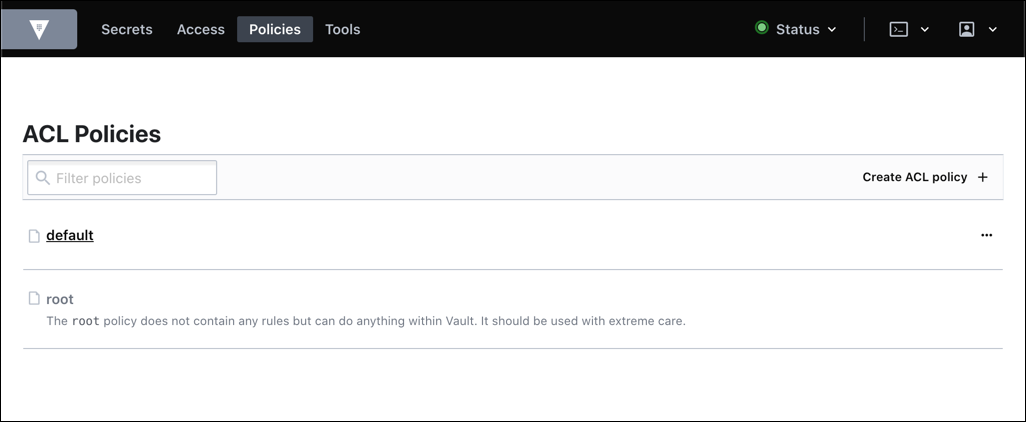 Secrets Access Policies Tools Status
ACL Policies
Filter policies Create ACL policy +
default ...
root
The root policy does not contain any rules but can do anything within Vault. It should be used with extreme care.